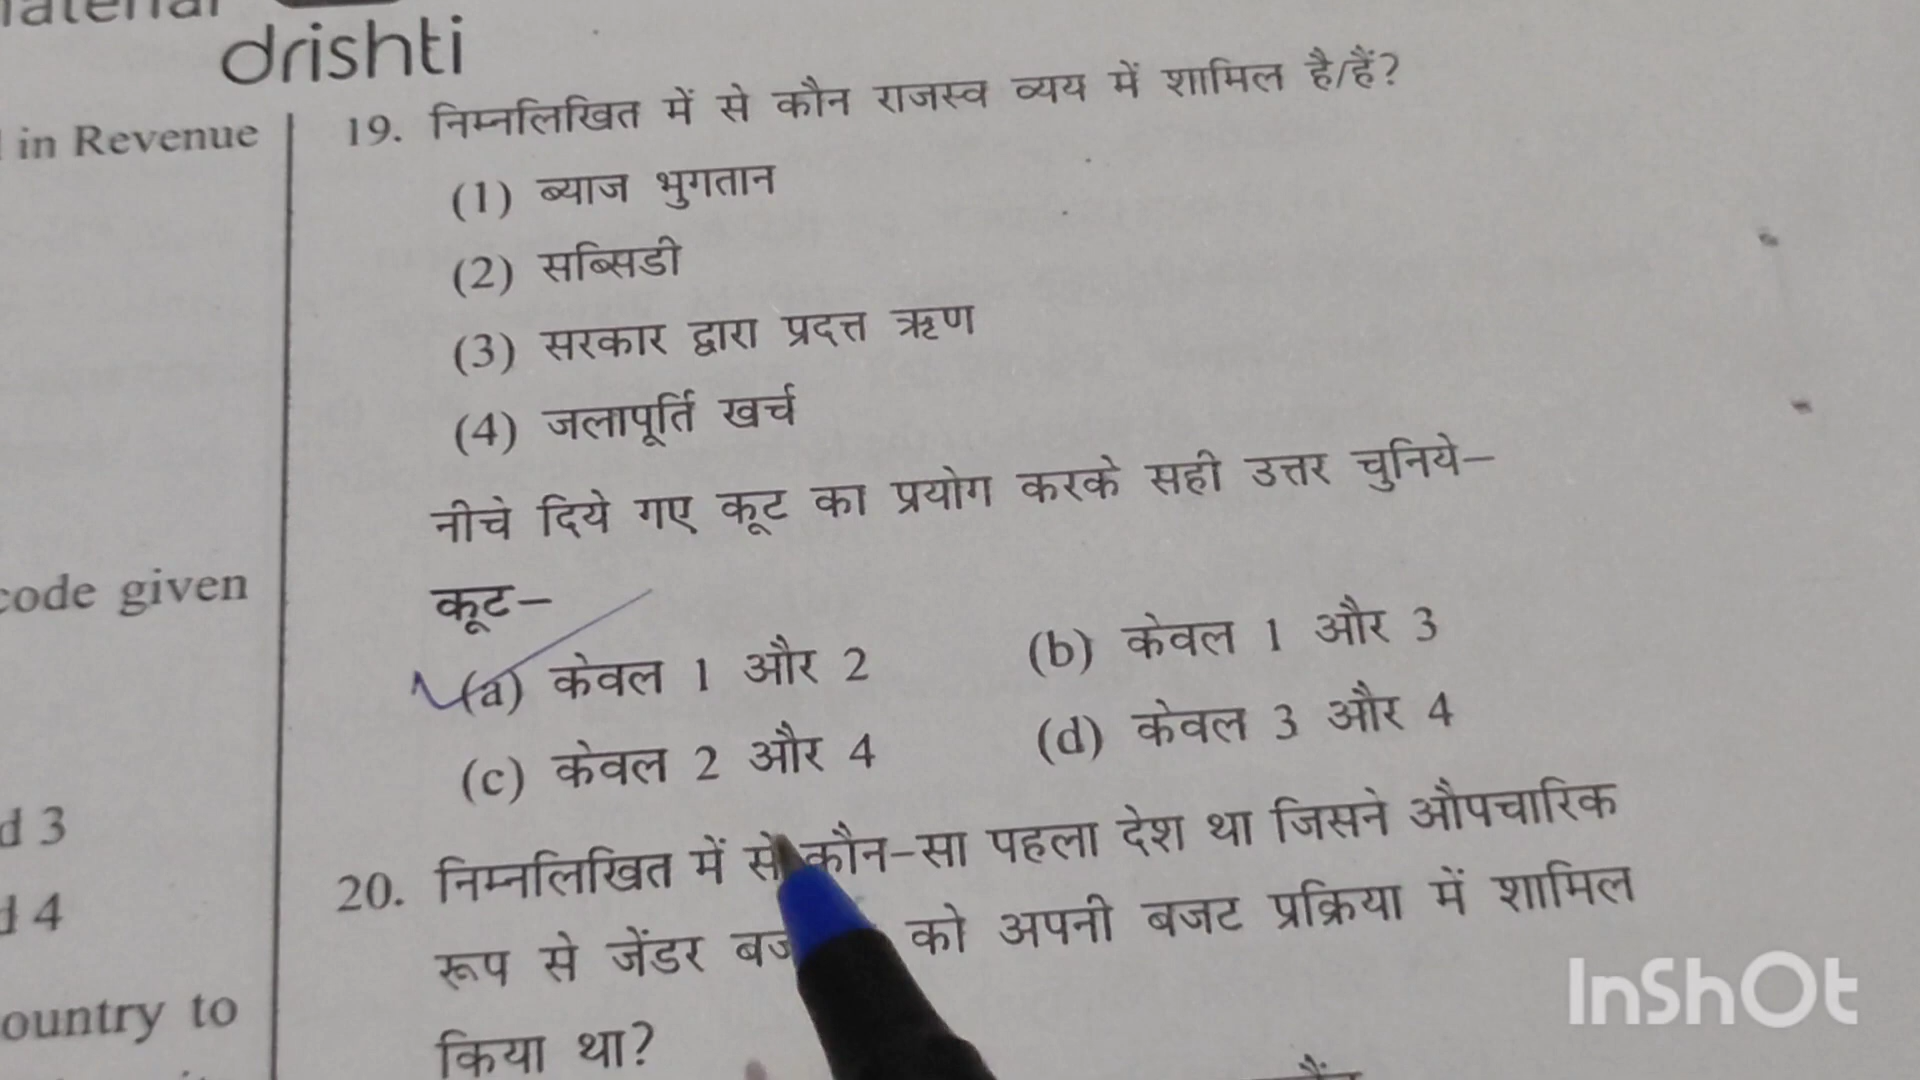 drishti
in Revenue
19. निम्नलिखित में से कौन राजस्व व्यय में शामिल है/हैं?
(1) ब्याज भुगतान
(2) सब्सिडी
(3) सरकार द्वारा प्रदत्त ऋण
(4) जलापूर्ति खर्च
नीचे दिये गए कूट का प्रयोग करके सही उत्तर चुनिये–
code given
कूट–
(a) केवल 1 और 2
(b) केवल 1 और 3
(c) केवल 2 और 4
(d) केवल 3 और 4
d 3
d 4
20. निम्नलिखित में से कौन-सा पहला देश था जिसने औपचारिक
रूप से जेंडर को अपनी बजट प्रक्रिया में शामिल
किया था?
ountry to
InShOt